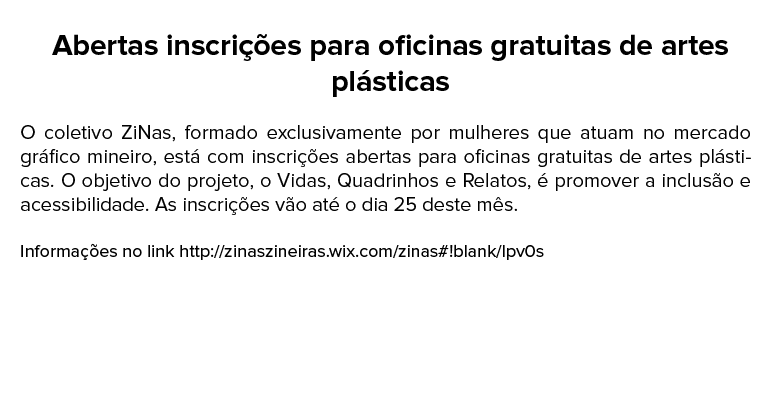 Abertas inscrições para oficinas gratuitas de artes
plásticas
O coletivo ZiNas, formado exclusivamente por mulheres que atuam no mercado
gráfico mineiro, está com inscrições abertas para oficinas gratuitas de artes plásti-
cas. O objetivo do projeto, o Vidas, Quadrinhos e Relatos, é promover a inclusão e
acessibilidade. As inscrições vão até o dia 25 deste mês.
Informações no link http://zinaszineiras.wix.com/zinas#!blank/lpv0s